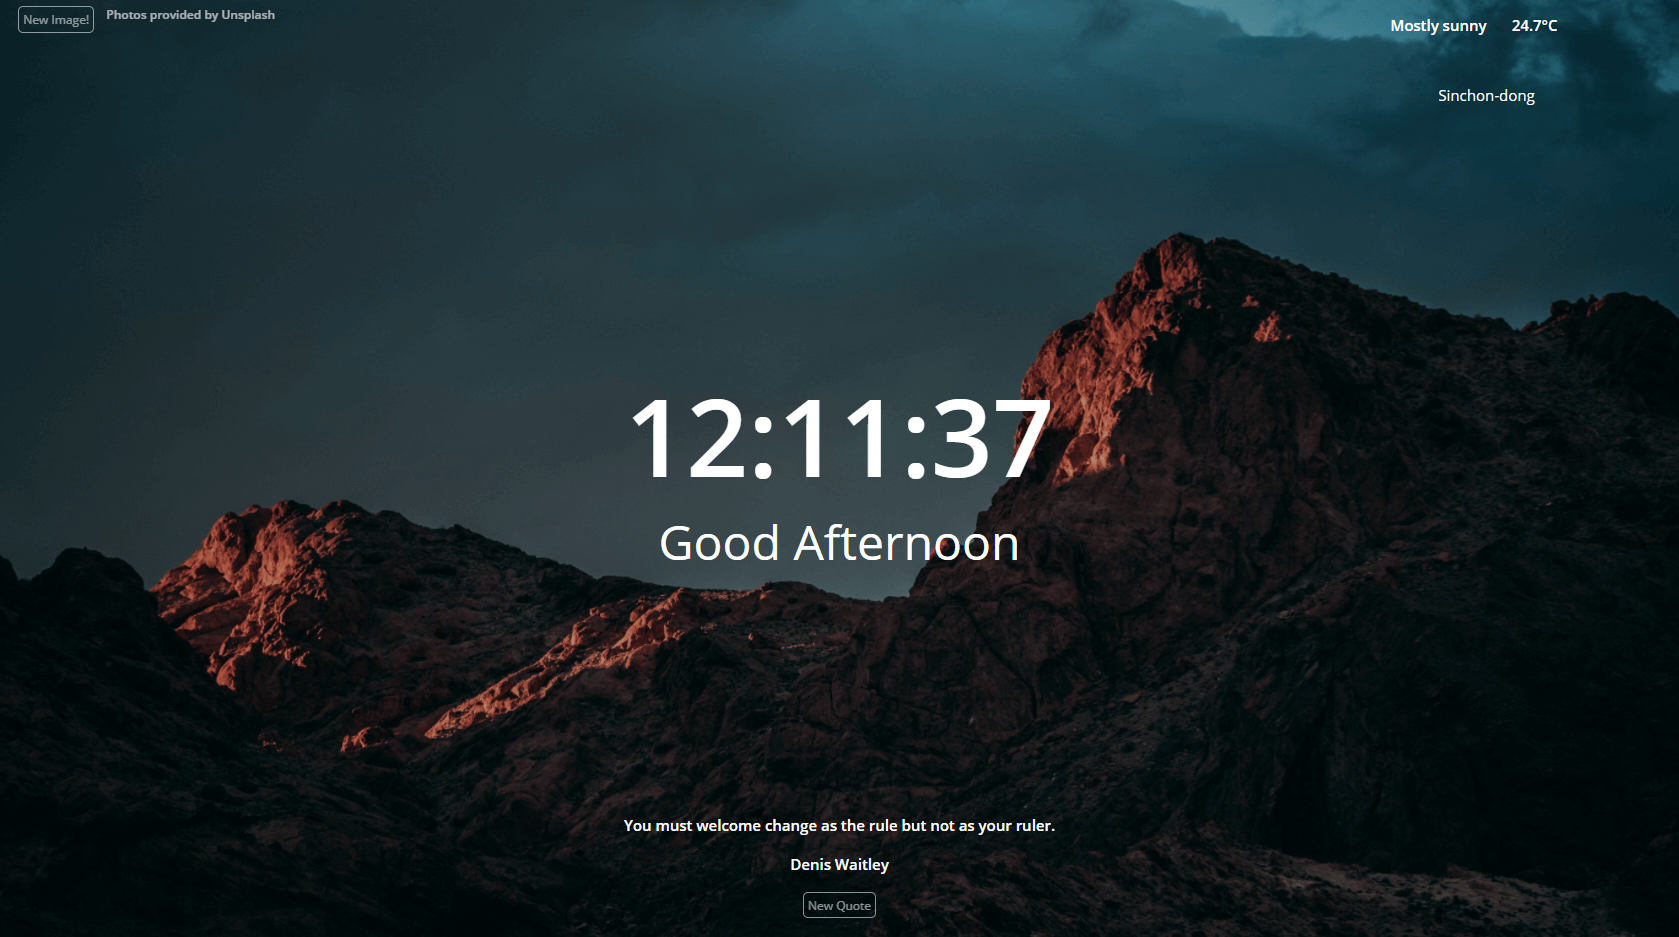 New Image!
Photos provided by Unsplash
Mostly sunny 24.7°C
Sinchon-dong
12:11:37
Good Afternoon
You must welcome change as the rule but not as your ruler.
Denis Waitley
New Quote